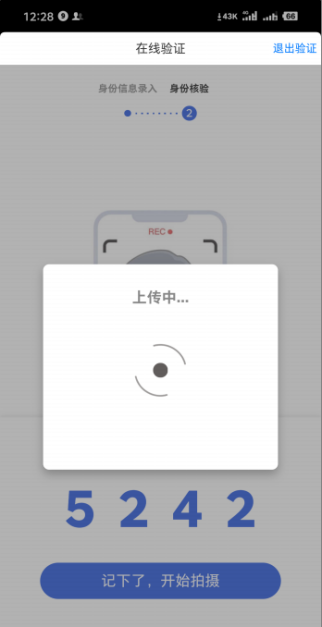 12:28
43K 4G 66
在线验证 退出验证
身份信息录入 身份核验
2
REC
上传中...
5 2 4 2
记下了，开始拍摄